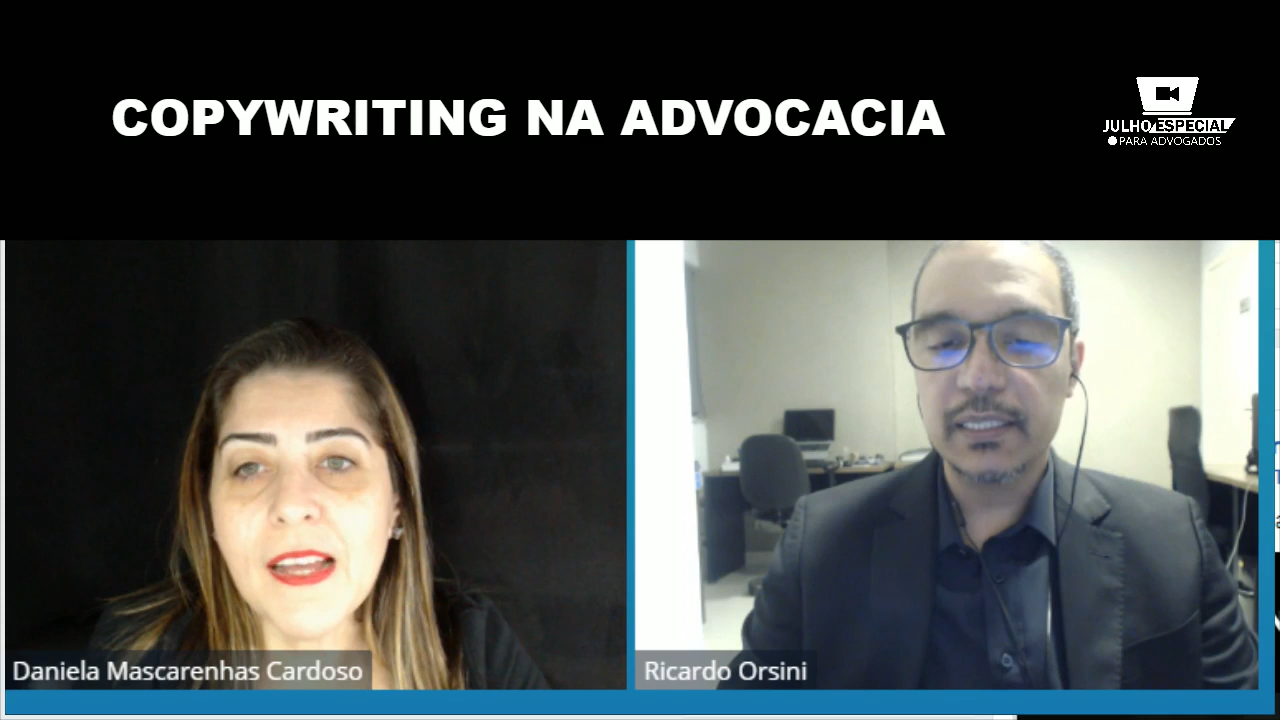 COPYWRITING NA ADVOCACIA
JULHO ESPECIAL
PARA ADVOGADOS
Daniela Mascarenhas Cardoso
Ricardo Orsini